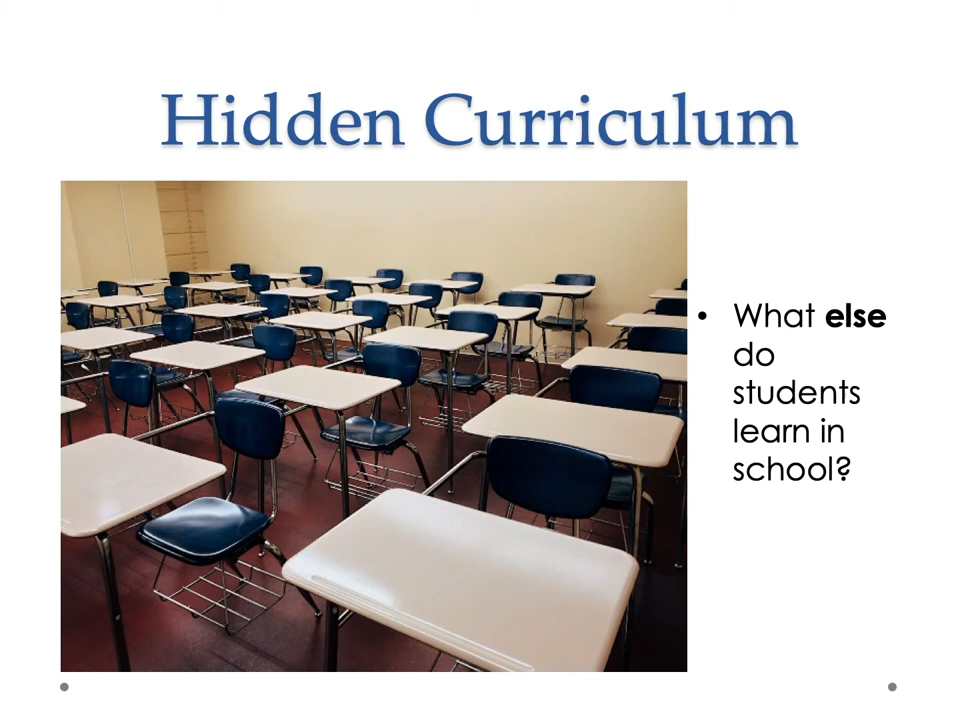 Hidden Curriculum
• What else
do
students
learn in
school?